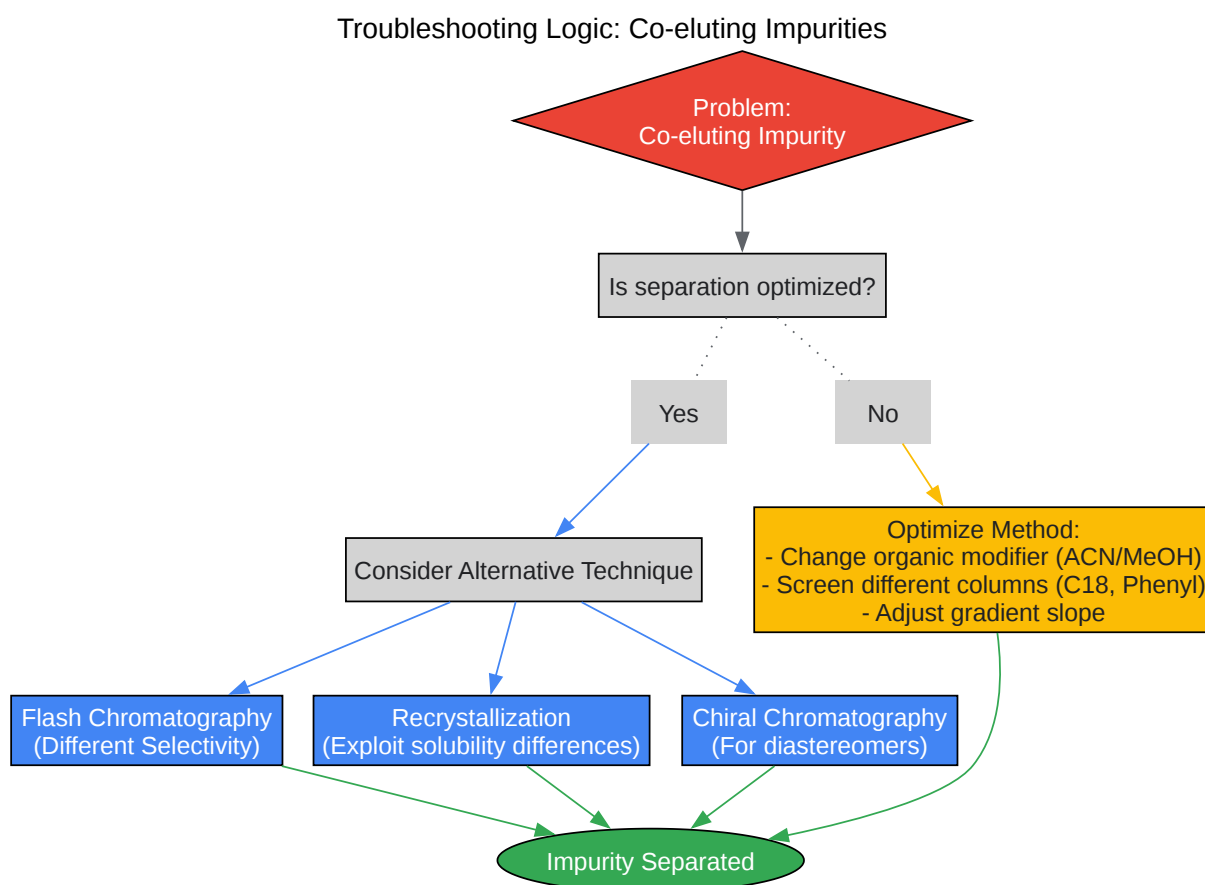 Troubleshooting Logic: Co-eluting Impurities
Problem:
Co-eluting Impurity
Is separation optimized?
Yes
No
Optimize Method:
- Change organic modifier (ACN/MeOH)
- Screen different columns (C18, Phenyl)
- Adjust gradient slope
Consider Alternative Technique
Flash Chromatography
(Different Selectivity)
Recrystallization
(Exploit solubility differences)
Chiral Chromatography
(For diastereomers)
Impurity Separated